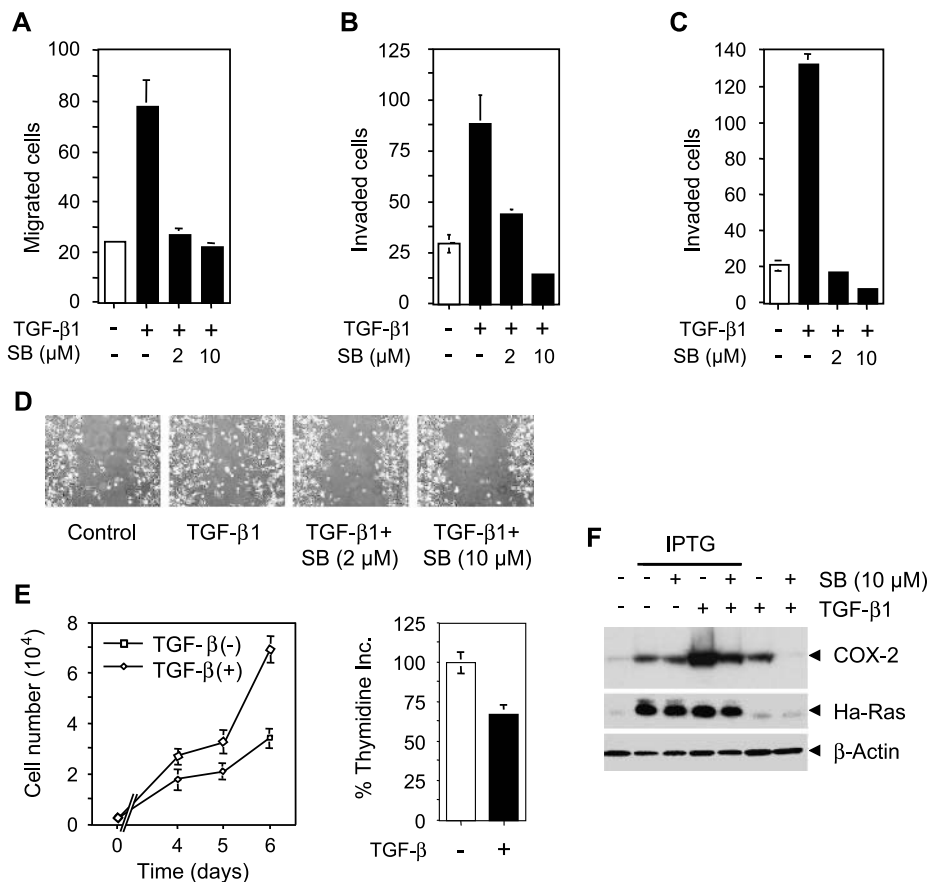 A
Migrated cells
100
80
60
40
20
0
TGF-β1 - + + +
SB (μM) - - 2 10
B
Invaded cells
125
100
75
50
25
0
TGF-β1 - + + +
SB (μM) - - 2 10
C
Invaded cells
140
120
100
80
60
40
20
0
TGF-β1 - + + +
SB (μM) - - 2 10
D
Control
TGF-β1
TGF-β1+
SB (2 μM)
TGF-β1+
SB (10 μM)
E
Cell number (10⁴)
8
6
4
2
0
TGF-β(-)
TGF-β(+)
0 4 5 6
Time (days)
% Thymidine Inc.
125
100
75
50
25
0
TGF-β - +
F
IPTG
- - + - + - + SB (10 μM)
- - - + + + + TGF-β1
COX-2
Ha-Ras
β-Actin